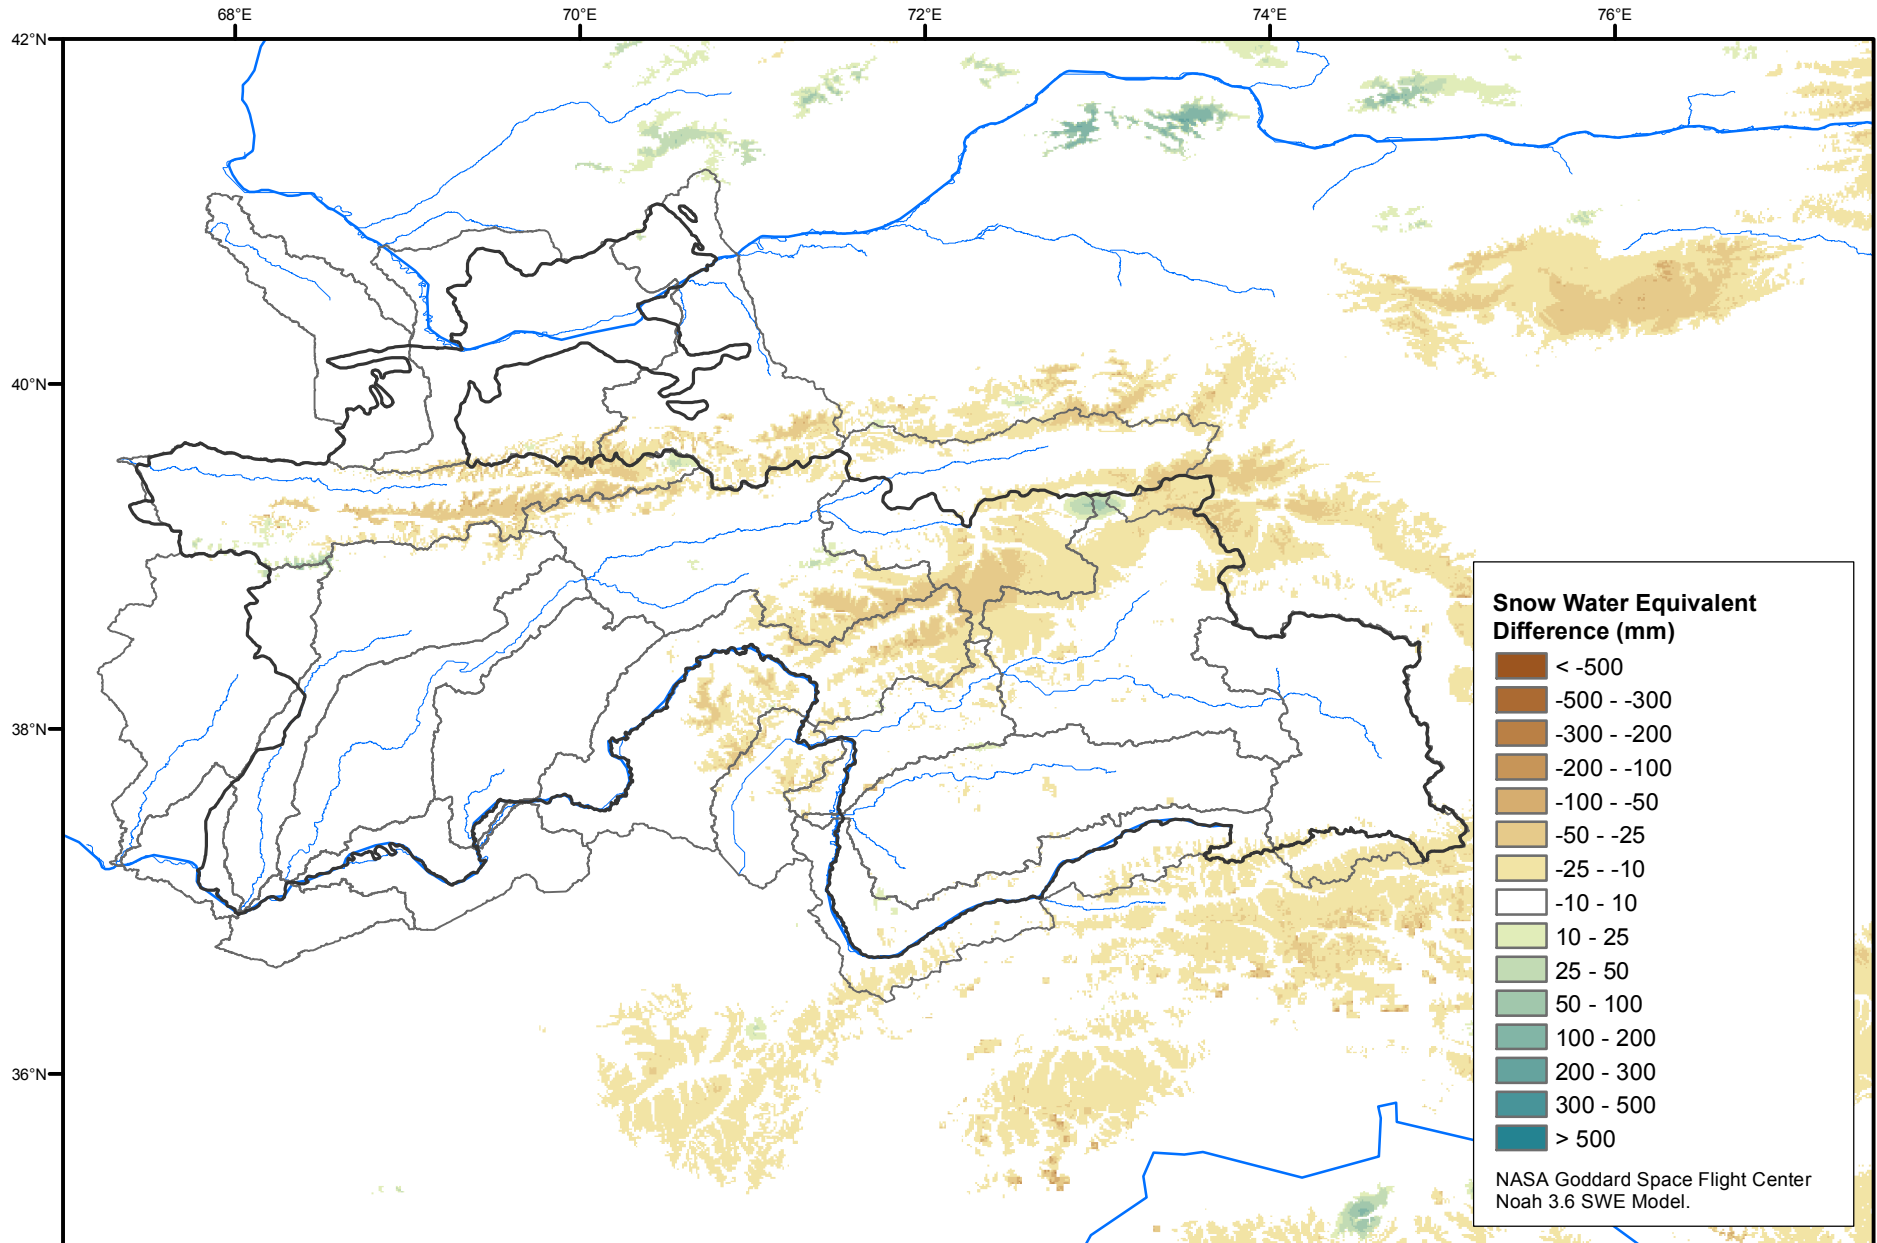 68°E
70°E
72°E
74°E
76°E
42°N
40°N
38°N
36°N
Snow Water Equivalent
Difference (mm)
< -500
-500 - -300
-300 - -200
-200 - -100
-100 - -50
-50 - -25
-25 - -10
-10 - 10
10 - 25
25 - 50
50 - 100
100 - 200
200 - 300
300 - 500
> 500
NASA Goddard Space Flight Center
Noah 3.6 SWE Model.